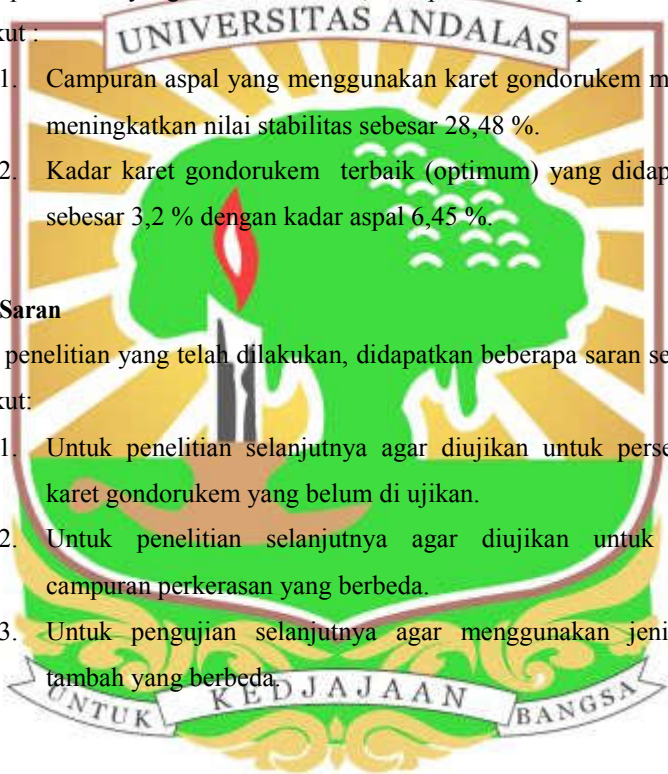 UNIVERSITAS ANDALAS
kut :
1. Campuran aspal yang menggunakan karet gondorukem
meningkatkan nilai stabilitas sebesar 28,48 %.
2. Kadar karet gondorukem terbaik (optimum) yang
sebesar 3,2 % dengan kadar aspal 6,45 %.
Saran
penelitian yang telah dilakukan, didapatkan beberapa saran
kut:
1. Untuk penelitian selanjutnya agar diujikan untuk
karet gondorukem yang belum di ujikan.
2. Untuk penelitian selanjutnya agar diujikan untuk
campuran perkerasan yang berbeda.
3. Untuk pengujian selanjutnya agar menggunakan
tambah yang berbeda.
UNTUK KEDJAJAAN BANGSA